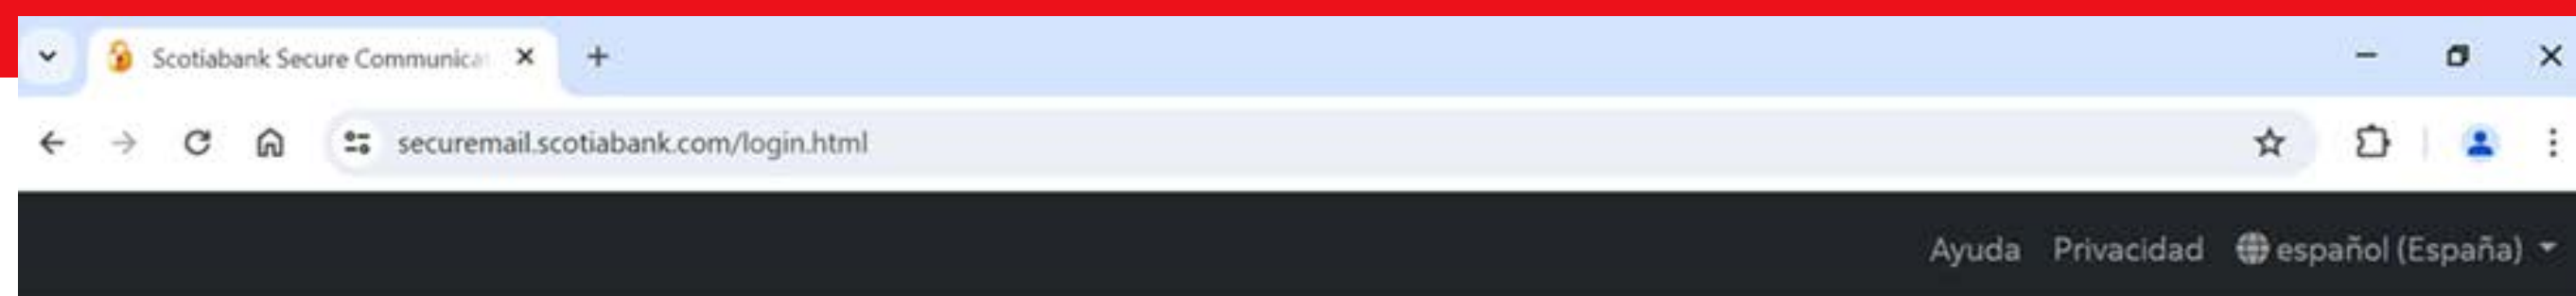 Scotiabank Secure Communica
securemail.scotiabank.com/login.html
Ayuda Privacidad español (España)